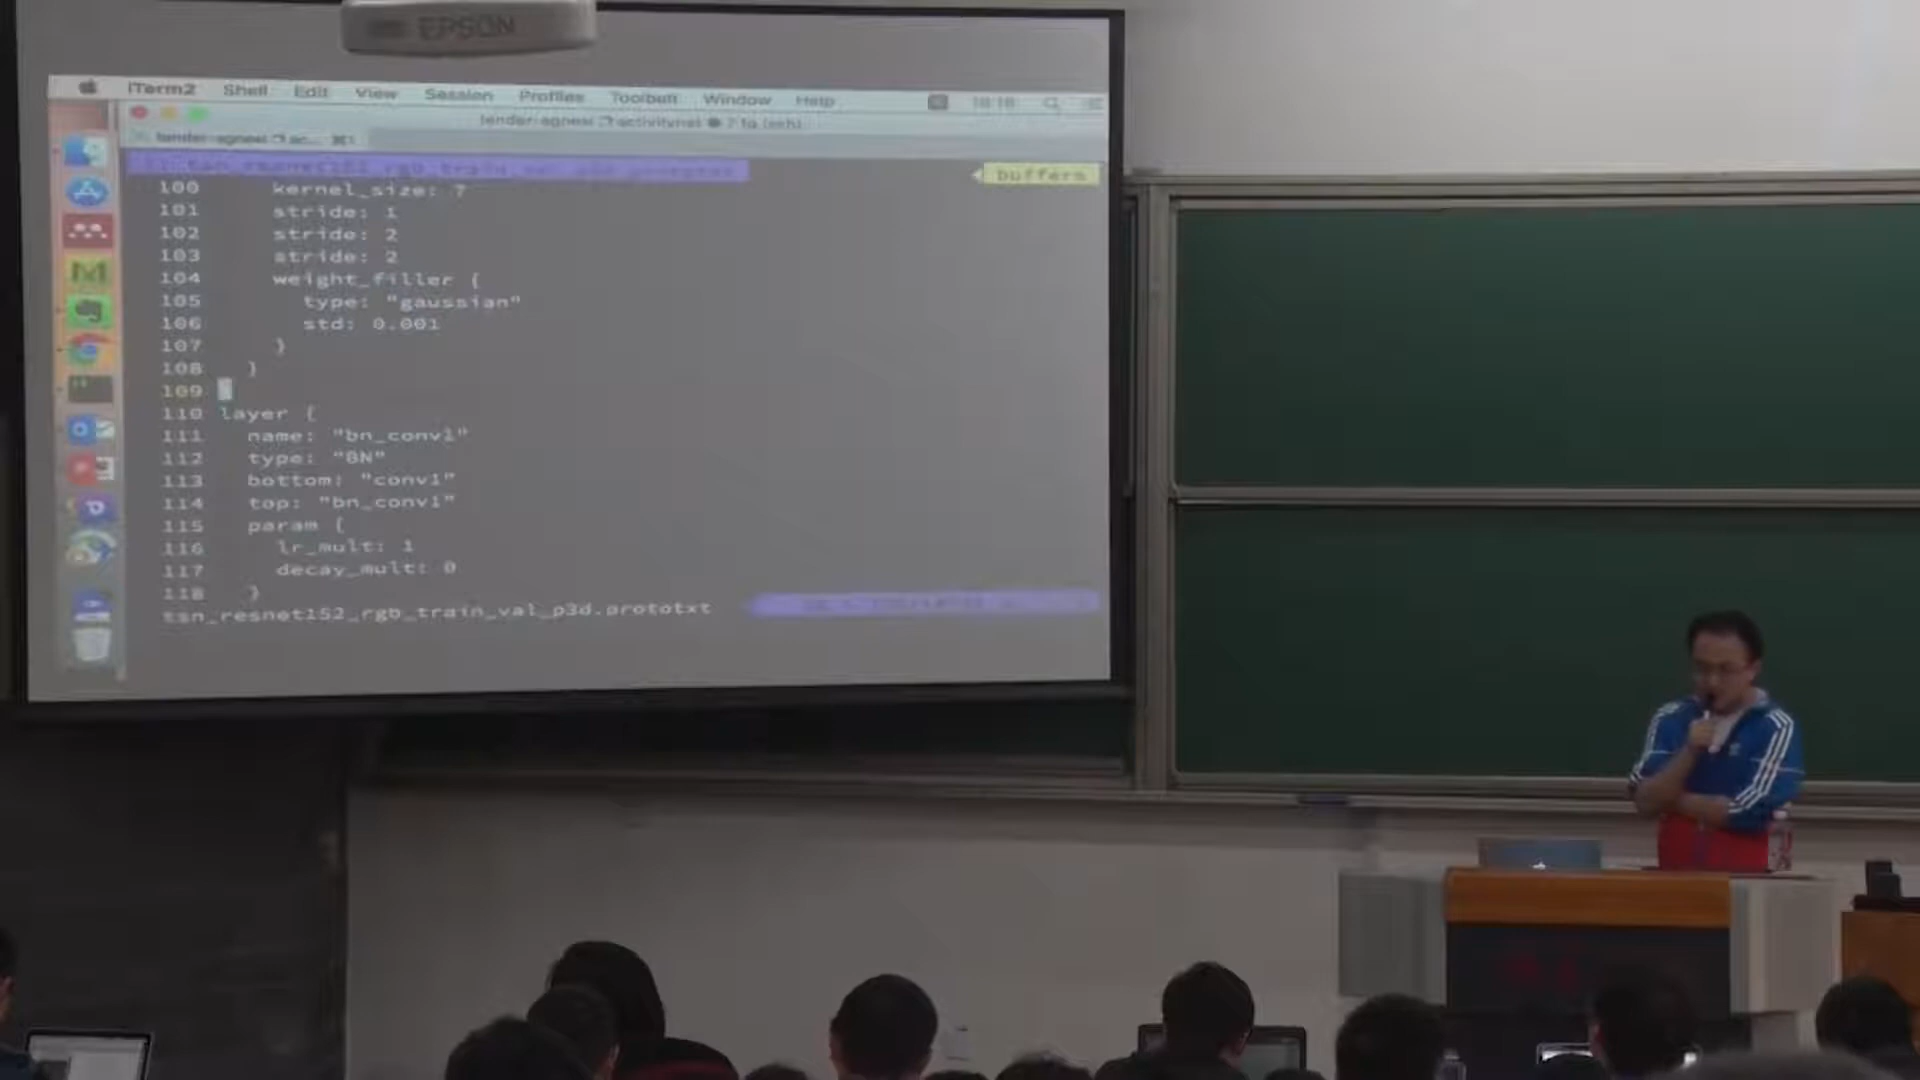 EPSON
iTerm2 Shell Edit View Session Profiles Toolbelt Window Help
buffers
100 kernel_size: 7
101 stride: 1
102 stride: 2
103 stride: 2
104 weight_filler {
105 type: "gaussian"
106 std: 0.001
107 }
108 }
109
110 layer {
111 name: "bn_conv1"
112 type: "BN"
113 bottom: "conv1"
114 top: "bn_conv1"
115 param {
116 lr_mult: 1
117 decay_mult: 0
118 }
tsn_resnet152_rgb_train_val_p3d.prototxt